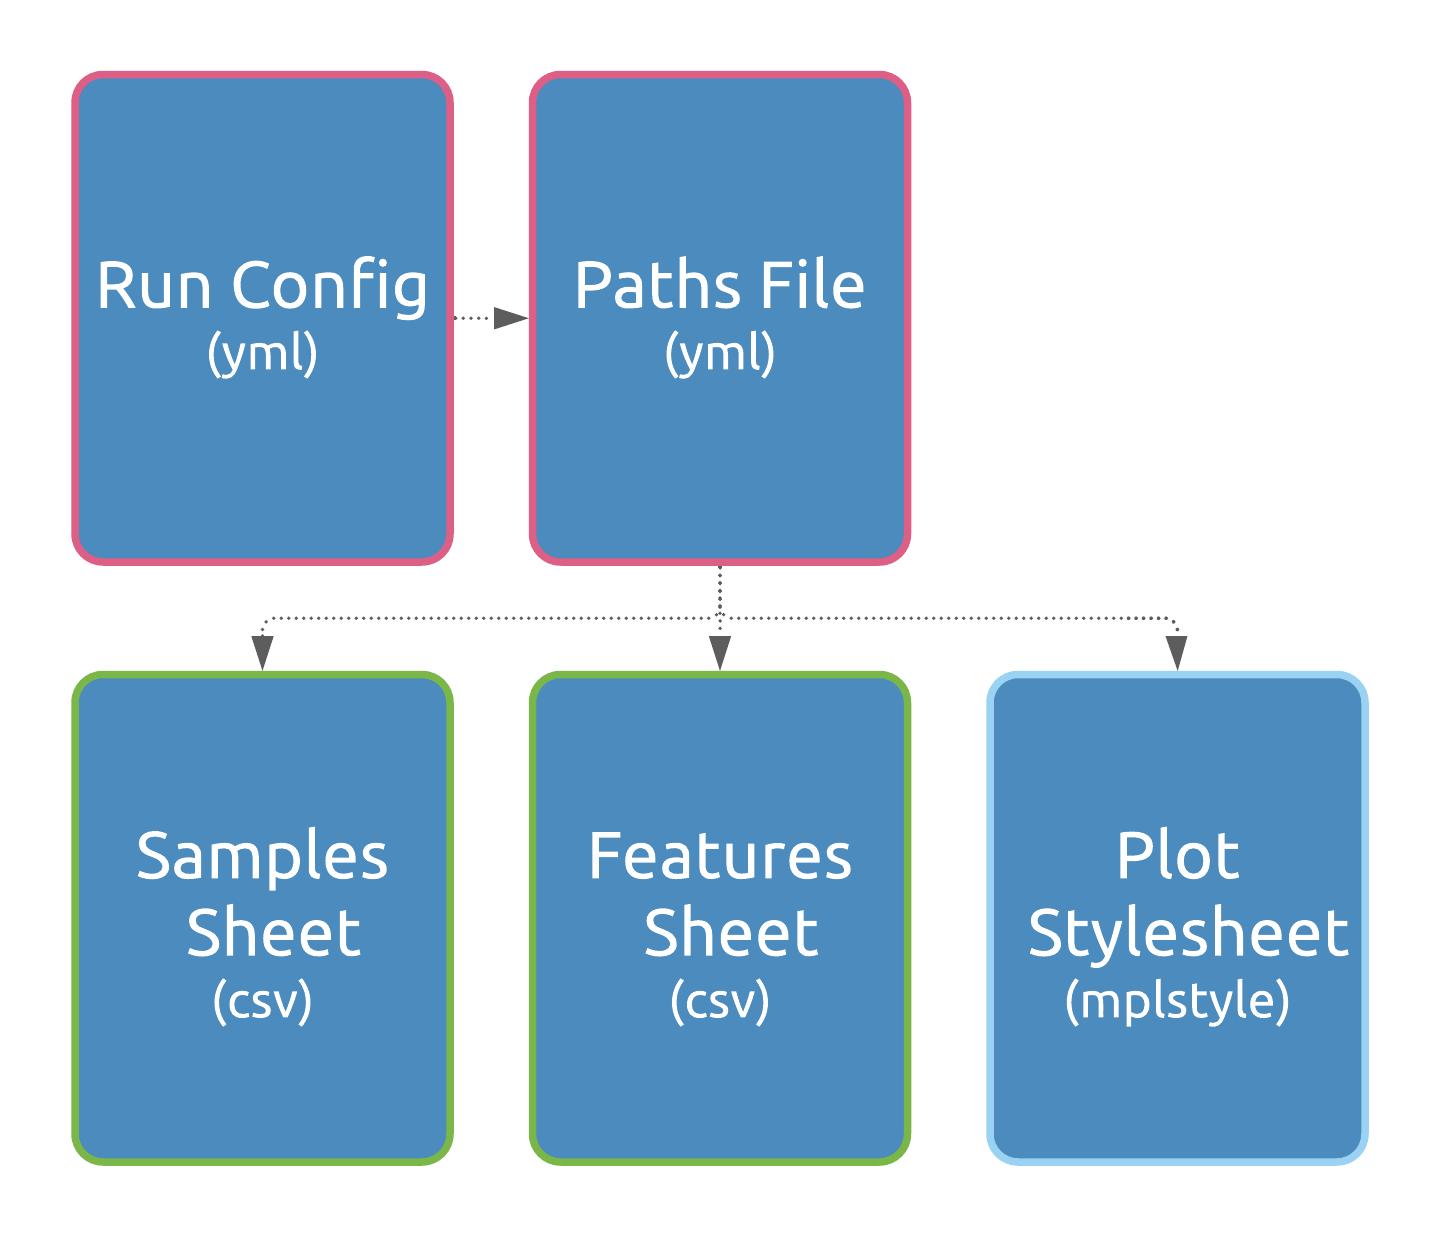 Run Config
(yml)
Paths File
(yml)
Samples
Sheet
(csv)
Features
Sheet
(csv)
Plot
Stylesheet
(mplstyle)